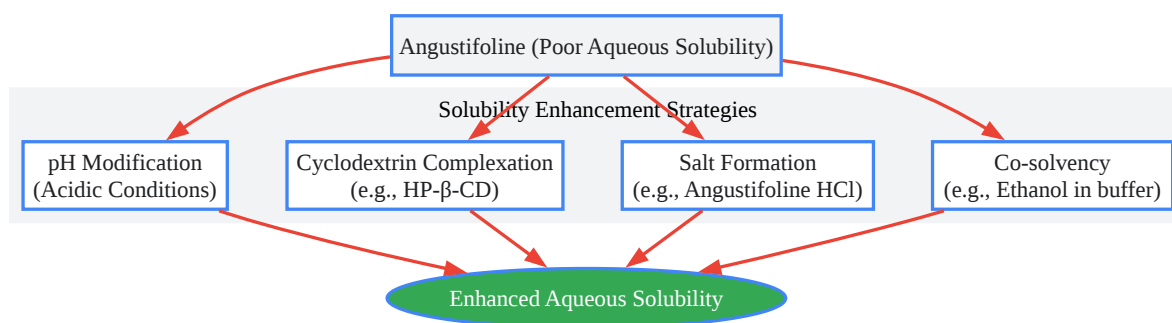 Angustifoline (Poor Aqueous Solubility)
Solubility Enhancement Strategies
pH Modification
(Acidic Conditions)
Cyclodextrin Complexation
(e.g., HP-β-CD)
Salt Formation
(e.g., Angustifoline HCl)
Co-solvency
(e.g., Ethanol in buffer)
Enhanced Aqueous Solubility